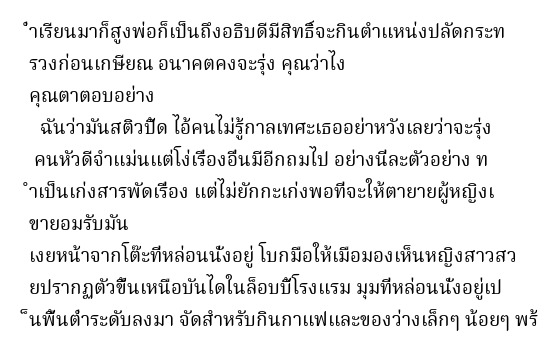 ำเรียนมาก็สูงพ่อก็เป็นถึงอธิบดีมีสิทธิ์จะกินตำแหน่งปลัดกระท
รวงก่อนเกษียณ อนาคตคงจะรุ่ง คุณว่าไง
คุณตาตอบอย่าง
ฉันว่ามันสติวปิด ไอ้คนไม่รู้กาลเทศะเธออย่าหวังเลยว่าจะรุ่ง
คนหัวดีจำแม่นแต่โง่เรื่องอื่นมีอีกถมไป อย่างนี้ละตัวอย่าง ท
ำเป็นเก่งสารพัดเรื่อง แต่ไม่ยักกะเก่งพอที่จะให้ตายายผู้หญิงเ
ขายอมรับมัน
เงยหน้าจากโต๊ะที่หล่อนนั่งอยู่ โบกมือให้เมื่อมองเห็นหญิงสาวสว
ยปรากฏตัวขึ้นเหนือบันไดในล็อบบี้โรงแรม มุมที่หล่อนนั่งอยู่เป
็นพื้นต่ำระดับลงมา จัดสำหรับกินกาแฟและของว่างเล็กๆ น้อยๆ พร้